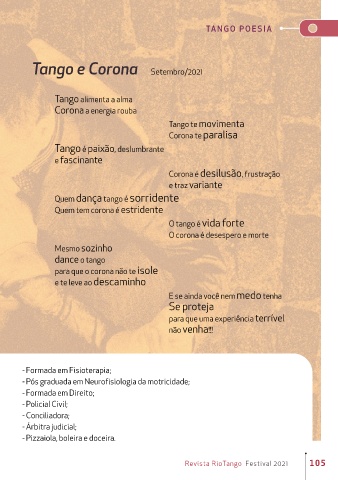 TANGO POESIA
Tango e Corona Setembro/2021
Tango alimenta a alma
Corona a energia rouba
Tango te movimenta
Corona te paralisa
Tango é paixão, deslumbrante
e fascinante
Corona é desilusão, frustração
e traz variante
Quem dança tango é sorridente
Quem tem corona é estridente
O tango é vida forte
O corona é desespero e morte
Mesmo sozinho
dance o tango
para que o corona não te isole
e te leve ao descaminho
E se ainda você nem medo tenha
Se proteja
para que uma experiência terrível
não venha!!!
- Formada em Fisioterapia;
- Pós graduada em Neurofisiologia da motricidade;
- Formada em Direito;
- Policial Civil;
- Conciliadora;
- Árbitra judicial;
- Pizzaiola, boleira e doceira.
Revista RioTango Festival 2021 105